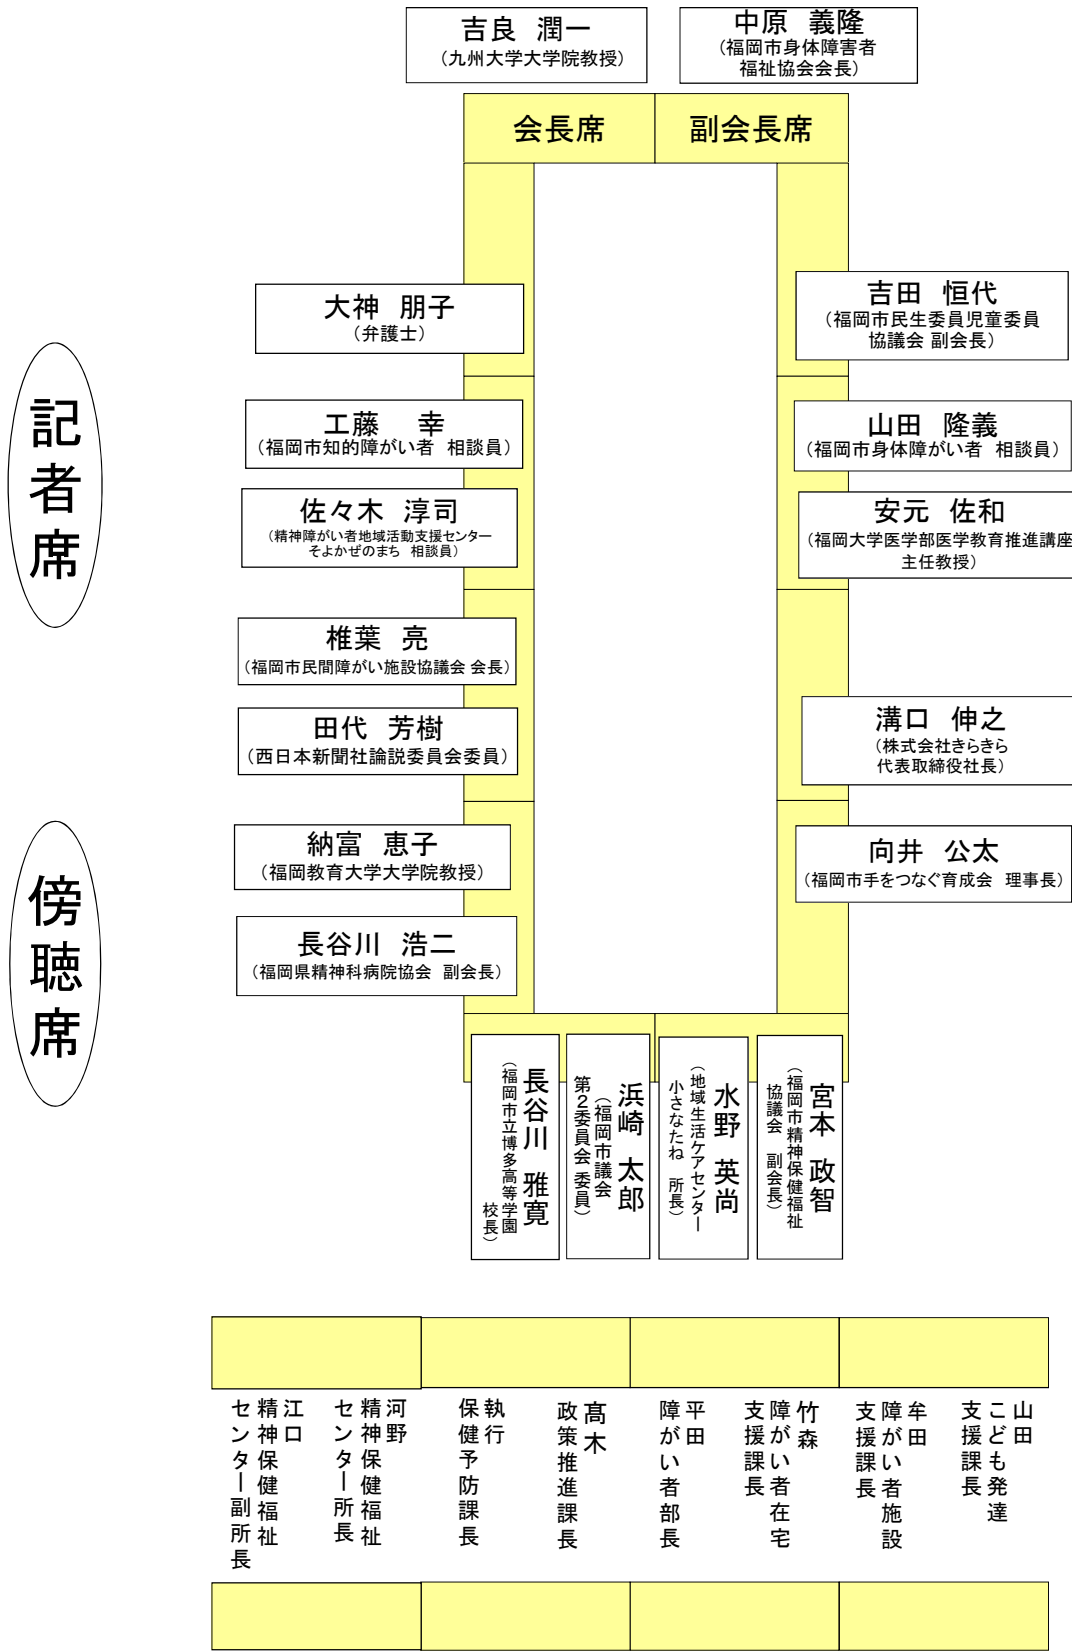 吉良　潤一
（九州大学大学院教授）
中原　義隆
（福岡市身体障害者
福祉協会会長）
会長席
副会長席
大神　朋子
（弁護士）
吉田　恒代
（福岡市民生委員児童委員
協議会 副会長）
記者席
工藤　幸
（福岡市知的障がい者　相談員）
山田　隆義
（福岡市身体障がい者　相談員）
佐々木　淳司
（精神障がい者地域活動支援センター
そよかぜのまち　相談員）
安元　佐和
（福岡大学医学部医学教育推進講座
主任教授）
椎葉　亮
（福岡市民間障がい施設協議会 会長）
田代　芳樹
（西日本新聞社論説委員会委員）
溝口　伸之
（株式会社きらきら
代表取締役社長）
傍聴席
納富　恵子
（福岡教育大学大学院教授）
向井　公太
（福岡市手をつなぐ育成会　理事長）
長谷川　浩二
（福岡県精神科病院協会　副会長）
長谷川　雅寛
（福岡市立博多高等学園
校長）
浜崎　太郎
（福岡市議会
第２委員会 委員）
水野　英尚
（地域生活ケアセンター
小さなたね　所長）
宮本　政智
（福岡市精神保健福祉
協議会　副会長）
江口
精神保健福祉
センター副所長
河野
精神保健福祉
センター所長
執行
保健予防課長
髙木
政策推進課長
平田
障がい者部長
竹森
障がい者在宅
支援課長
牟田
障がい者施設
支援課長
山田
こども発達
支援課長